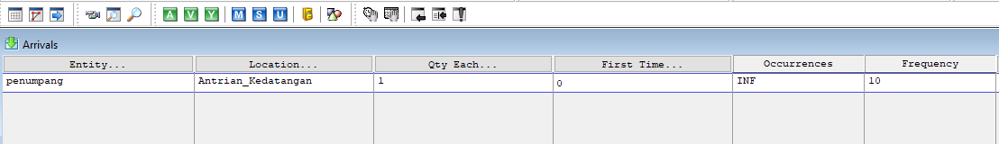 A V Y M S U
Arrivals
Entity... Location... Qty Each... First Time... Occurrences Frequency
penumpang Antrian_Kedatangan 1 0 INF 10